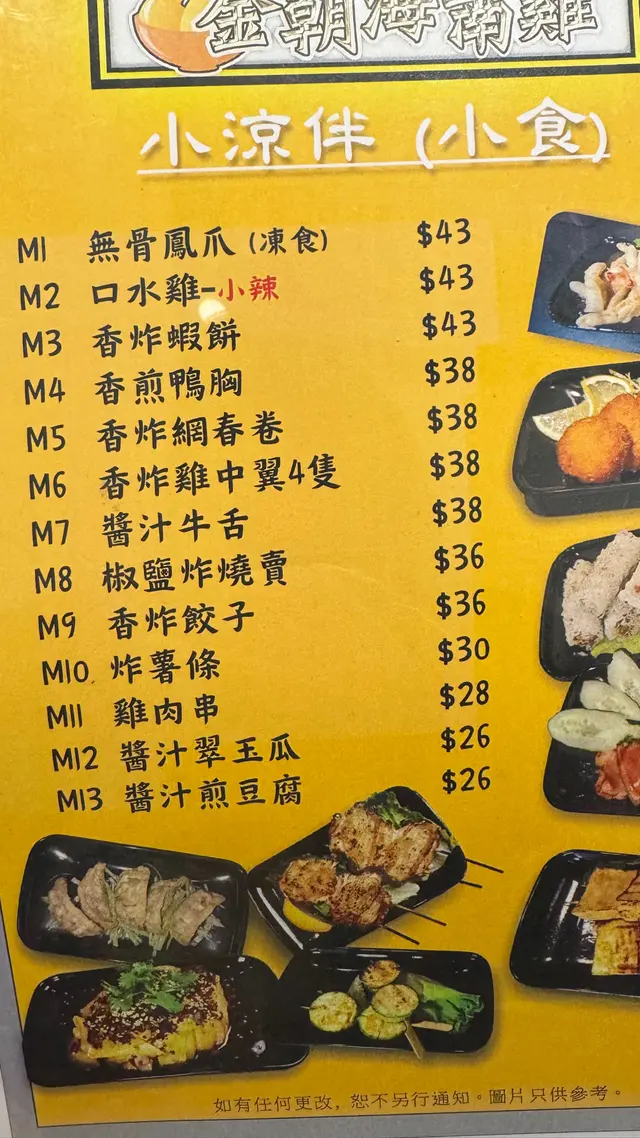 金朝海南雞
小涼伴 (小食)
M1 無骨鳳爪 (凍食) $43
M2 口水雞-小辣 $43
M3 香炸蝦餅 $43
M4 香煎鴨胸 $38
M5 香炸網春卷 $38
M6 香炸雞中翼4隻 $38
M7 醬汁牛舌 $38
M8 椒鹽炸燒賣 $36
M9 香炸餃子 $36
M10. 炸薯條 $30
M11 雞肉串 $28
M12 醬汁翠玉瓜 $26
M13 醬汁煎豆腐 $26
如有任何更改, 恕不另行通知。圖片只供參考。